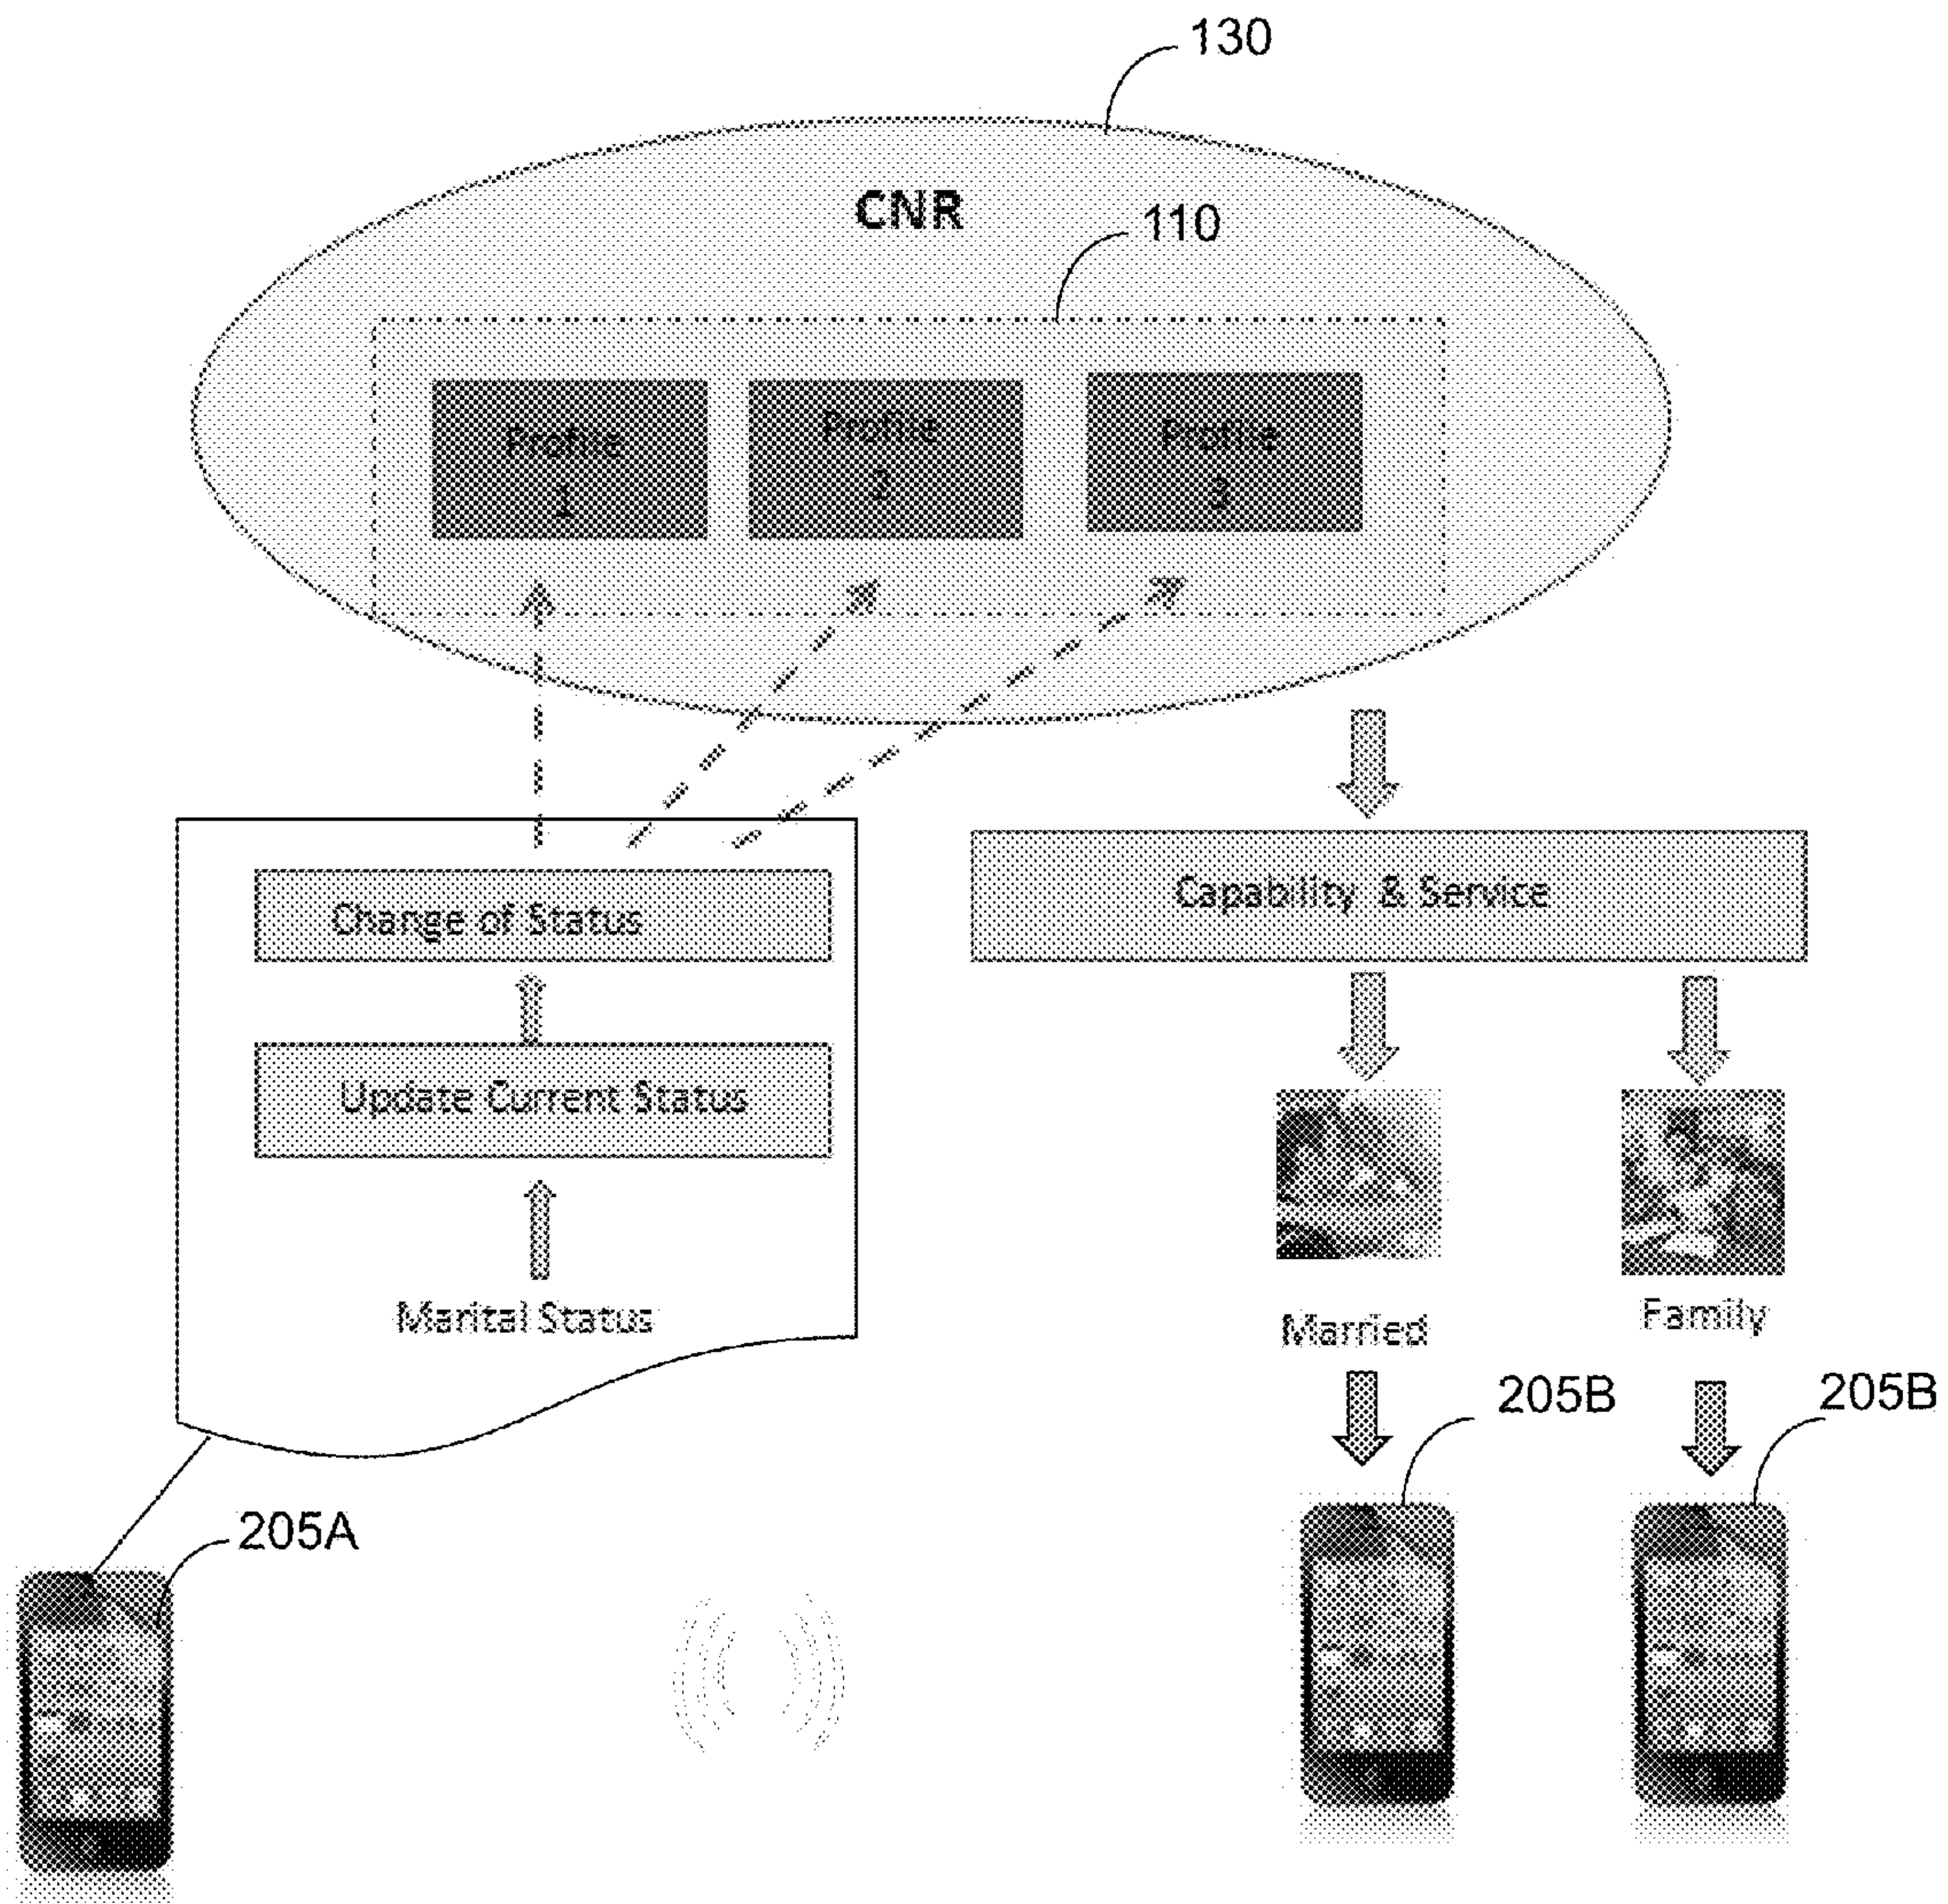 130
CNR
110
Profile
1
Profile
2
Profile
3
Change of Status
Update Current Status
Marital Status
Capability & Service
Married
Family
205B
205B
205A